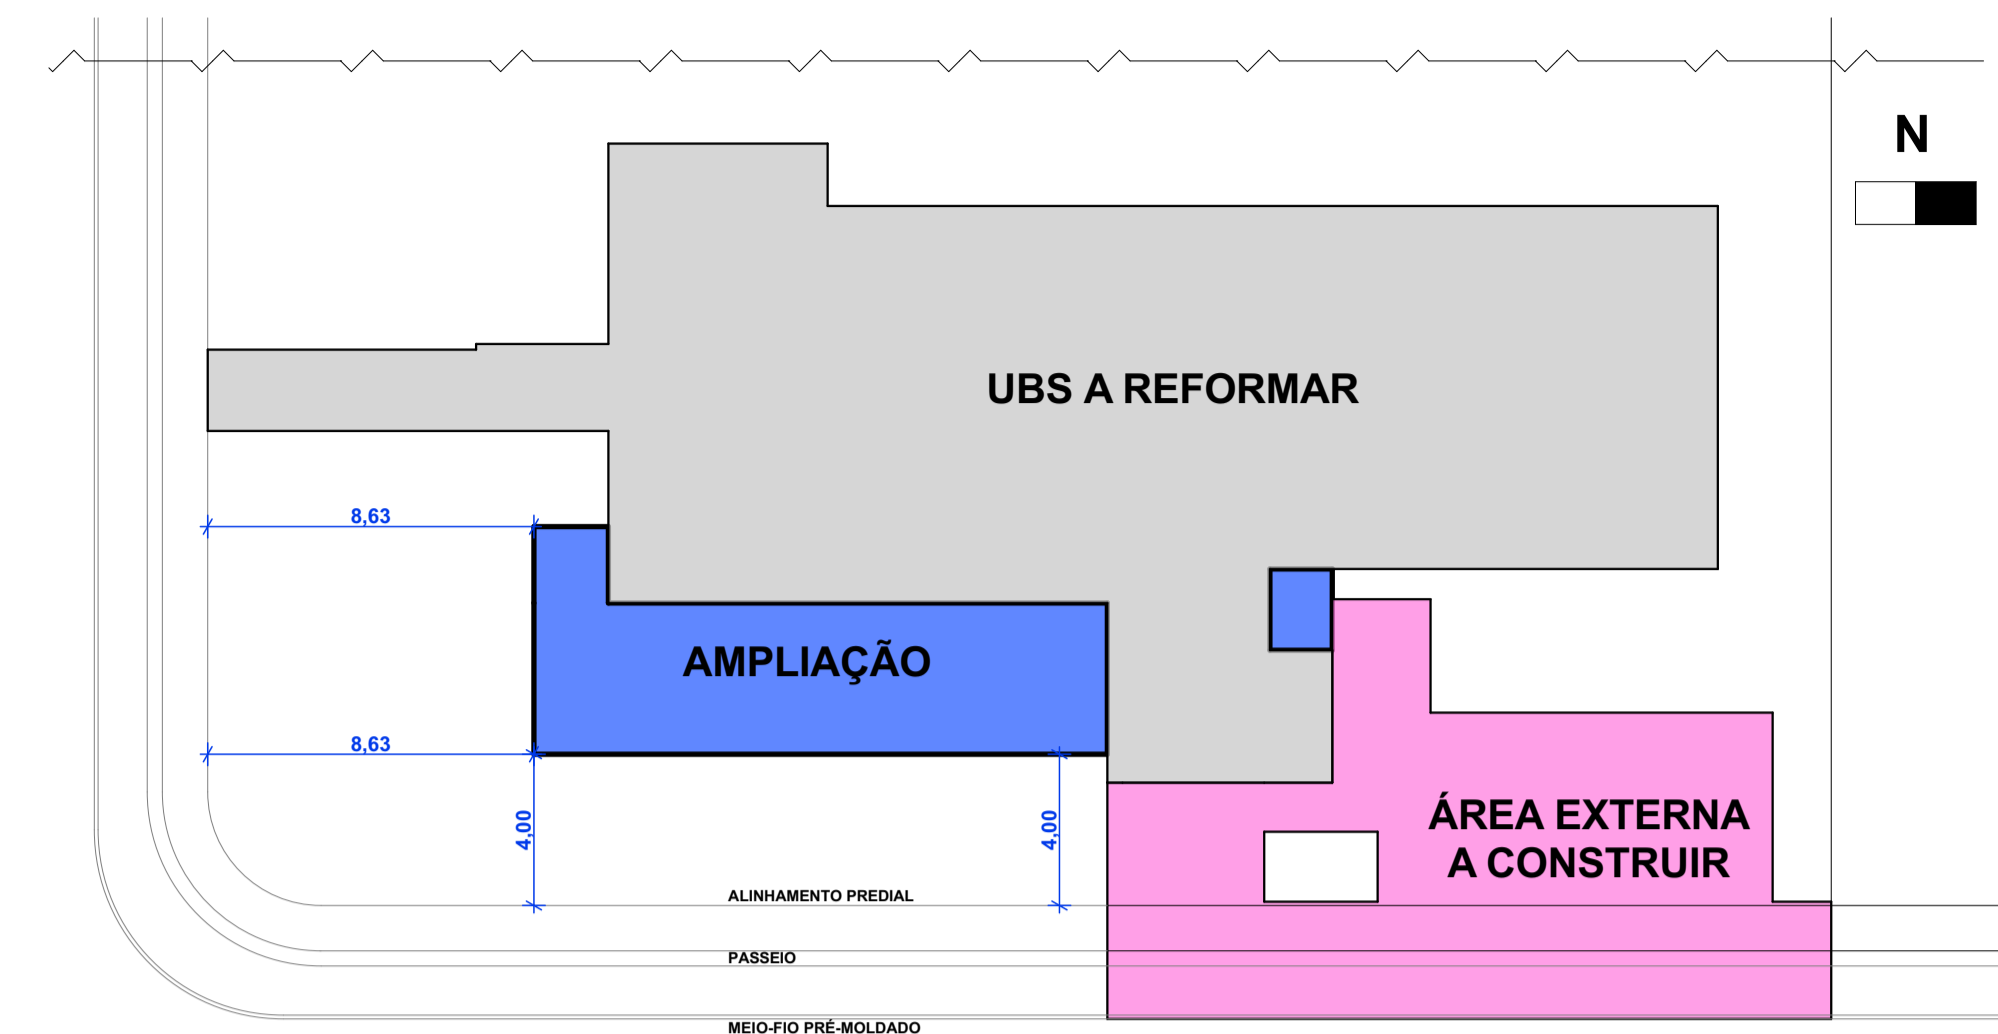 N
UBS A REFORMAR
8,63
AMPLIAÇÃO
8,63
4,00
4,00
ÁREA EXTERNA
A CONSTRUIR
ALINHAMENTO PREDIAL
PASSEIO
MEIO-FIO PRÉ-MOLDADO